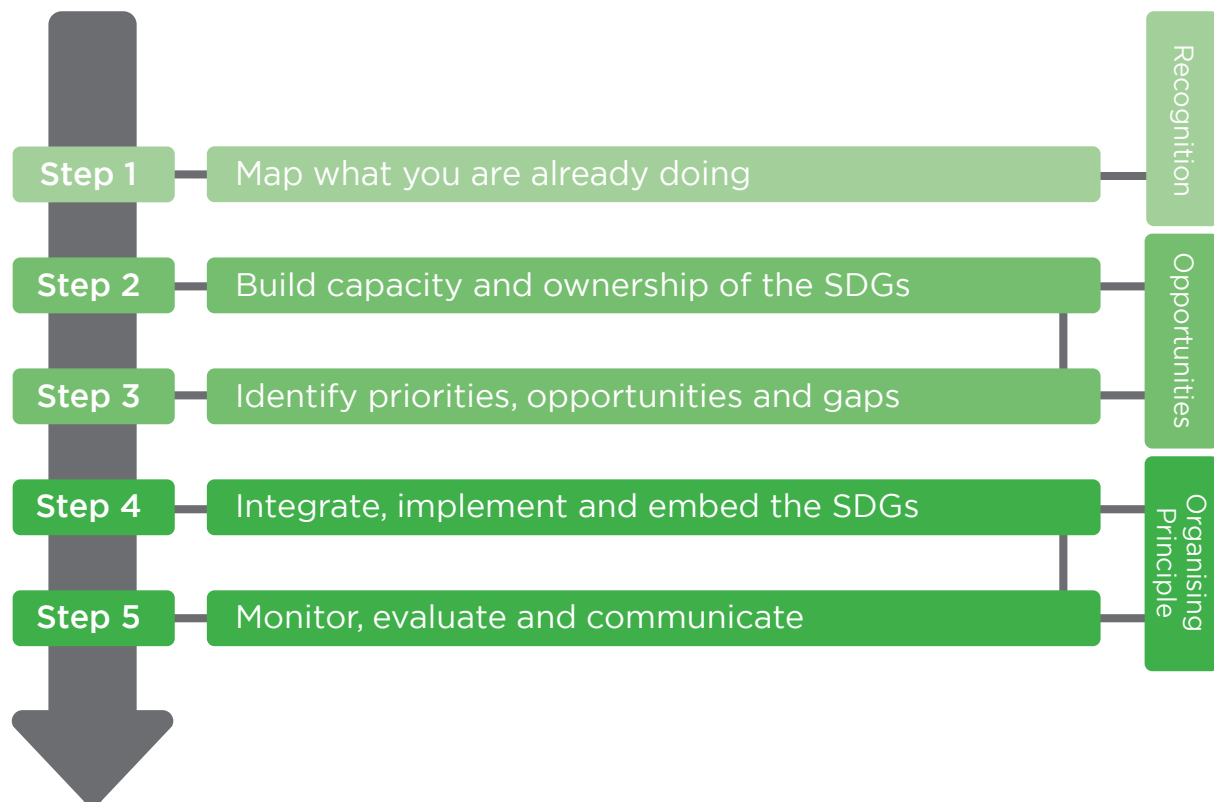 Recognition
Step 1
Map what you are already doing
Step 2
Build capacity and ownership of the SDGs
Opportunities
Step 3
Identify priorities, opportunities and gaps
Step 4
Integrate, implement and embed the SDGs
Organising
Principle
Step 5
Monitor, evaluate and communicate